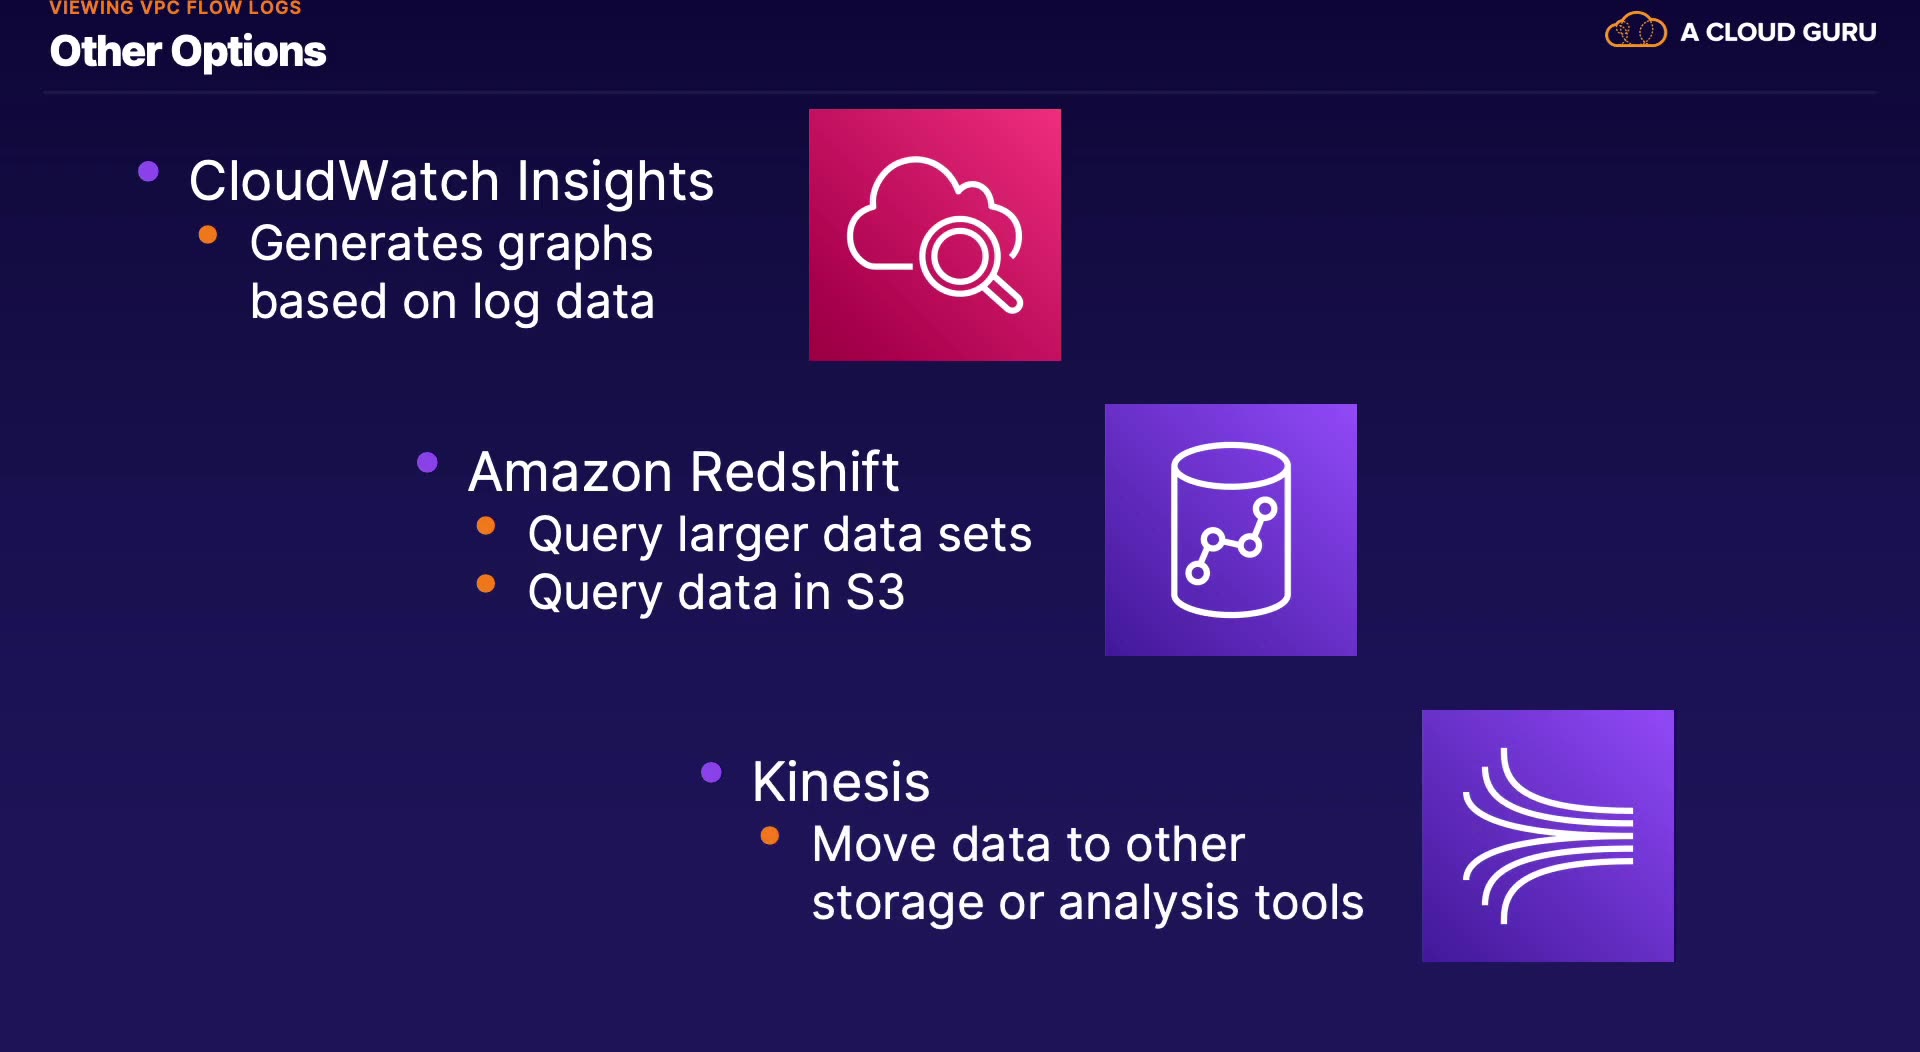 VIEWING VPC FLOW LOGS
Other Options
A CLOUD GURU
CloudWatch Insights
Generates graphs
based on log data
Amazon Redshift
Query larger data sets
Query data in S3
Kinesis
Move data to other
storage or analysis tools